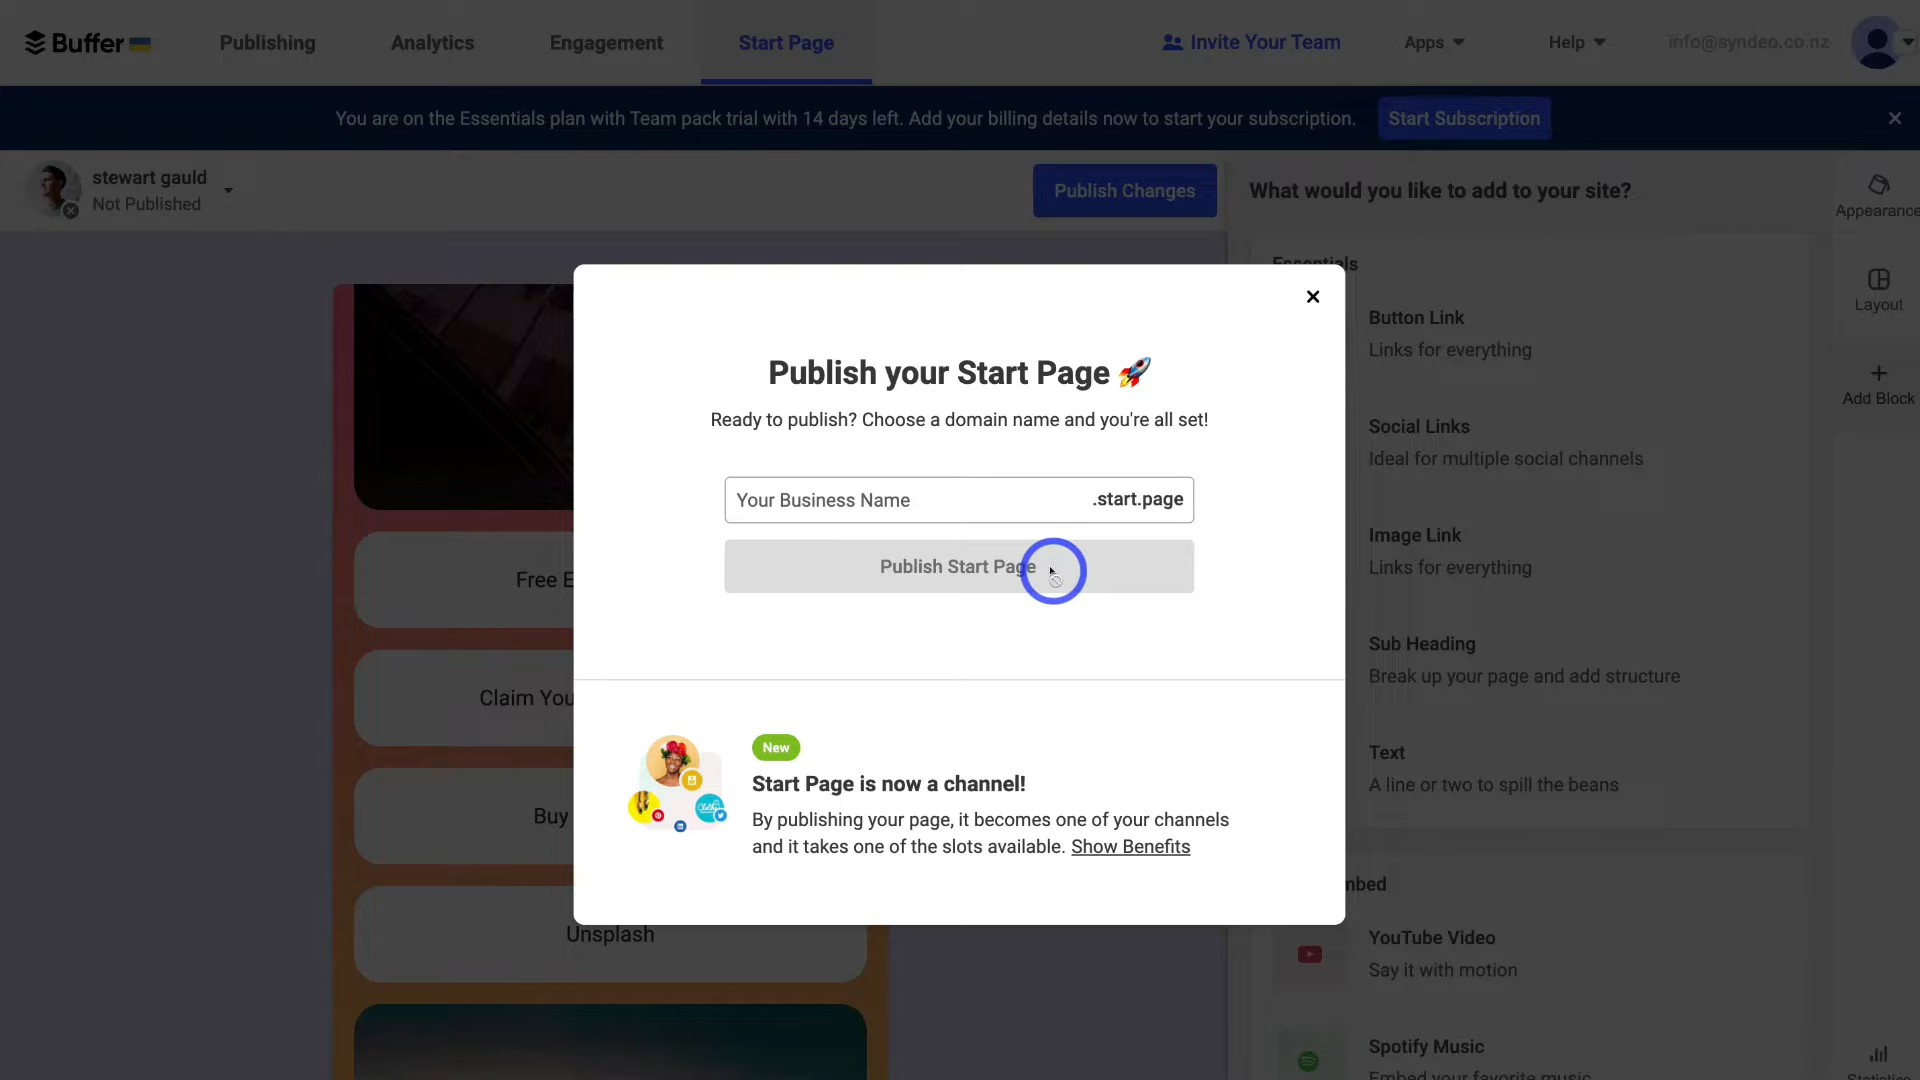 Buffer
Publishing
Analytics
Engagement
Start Page
Invite Your Team
Apps
Help
info@syndeo.co.nz
You are on the Essentials plan with Team pack trial with 14 days left. Add your billing details now to start your subscription.
Start Subscription
stewart gauld
Not Published
Publish Changes
What would you like to add to your site?
Appearance
Layout
Add Block
Essentials
Button Link
Links for everything
Social Links
Ideal for multiple social channels
Image Link
Links for everything
Sub Heading
Break up your page and add structure
Text
A line or two to spill the beans
mbed
YouTube Video
Say it with motion
Spotify Music
Embed your favorite music
Statistics
Free E
Claim You
Buy
Unsplash
Publish your Start Page
Ready to publish? Choose a domain name and you're all set!
Your Business Name
.start.page
Publish Start Page
New
Start Page is now a channel!
By publishing your page, it becomes one of your channels
and it takes one of the slots available. Show Benefits